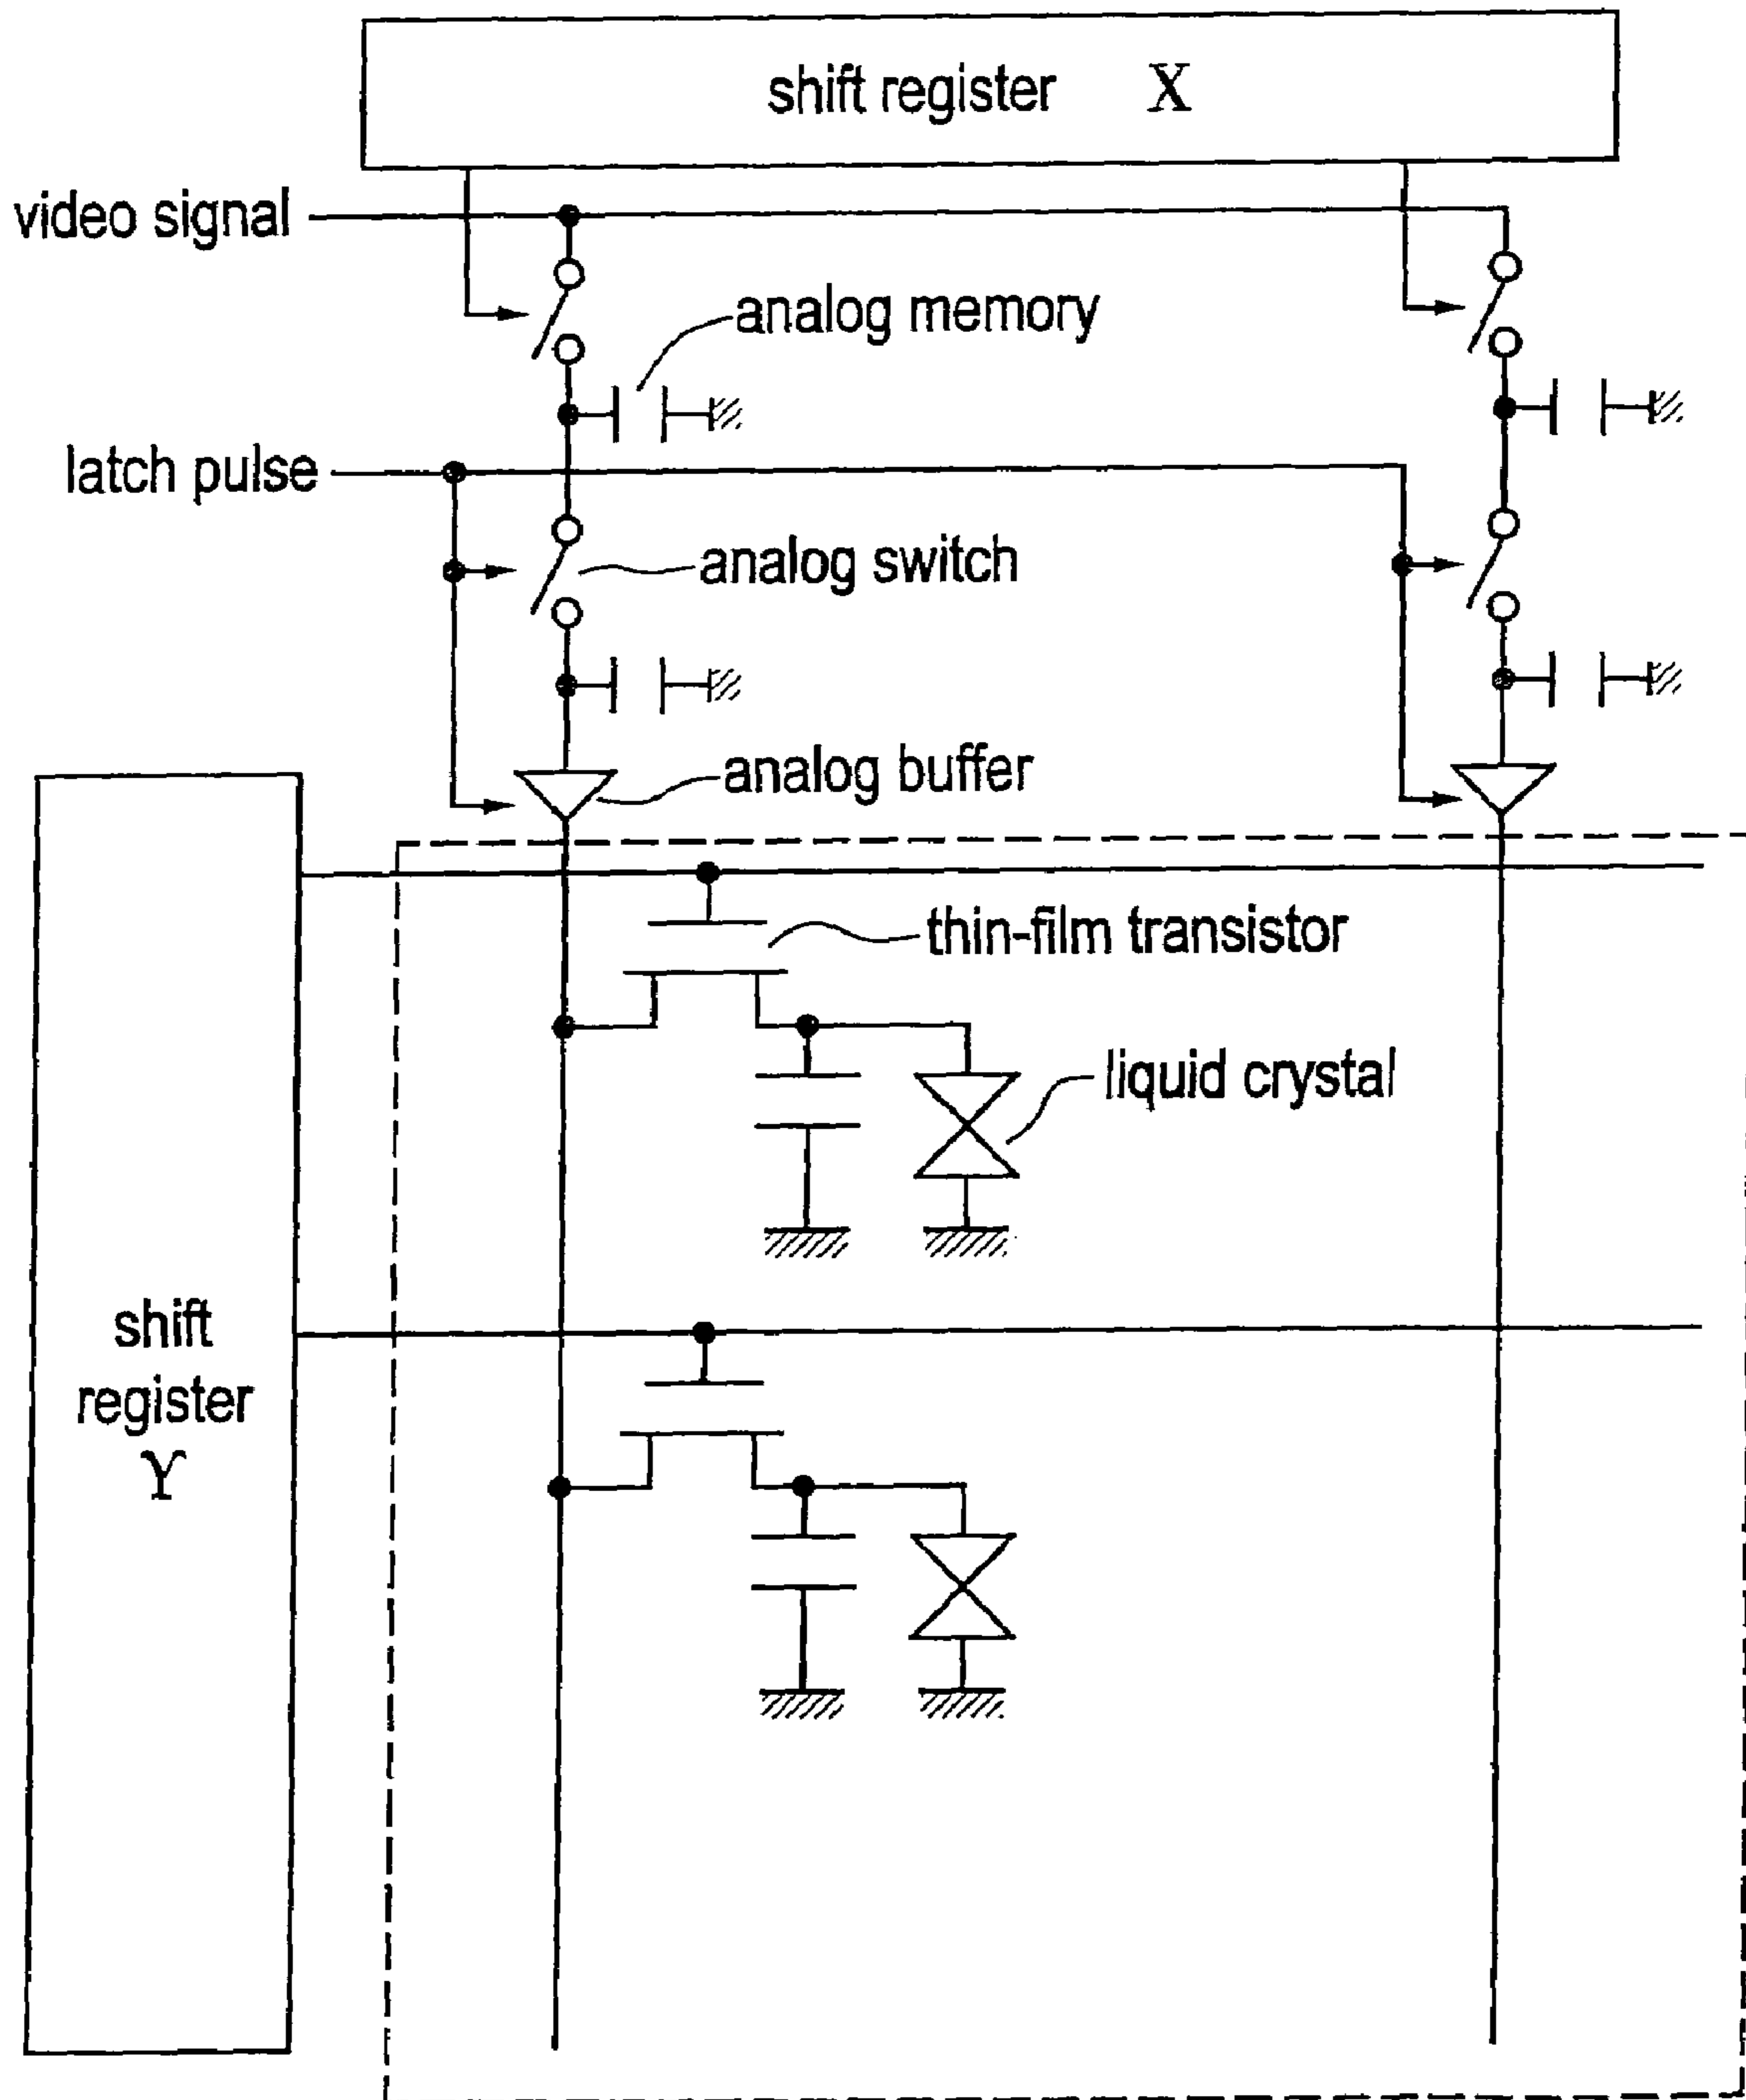 shift register X
video signal
analog memory
latch pulse
analog switch
analog buffer
thin-film transistor
liquid crystal
shift
register
Y